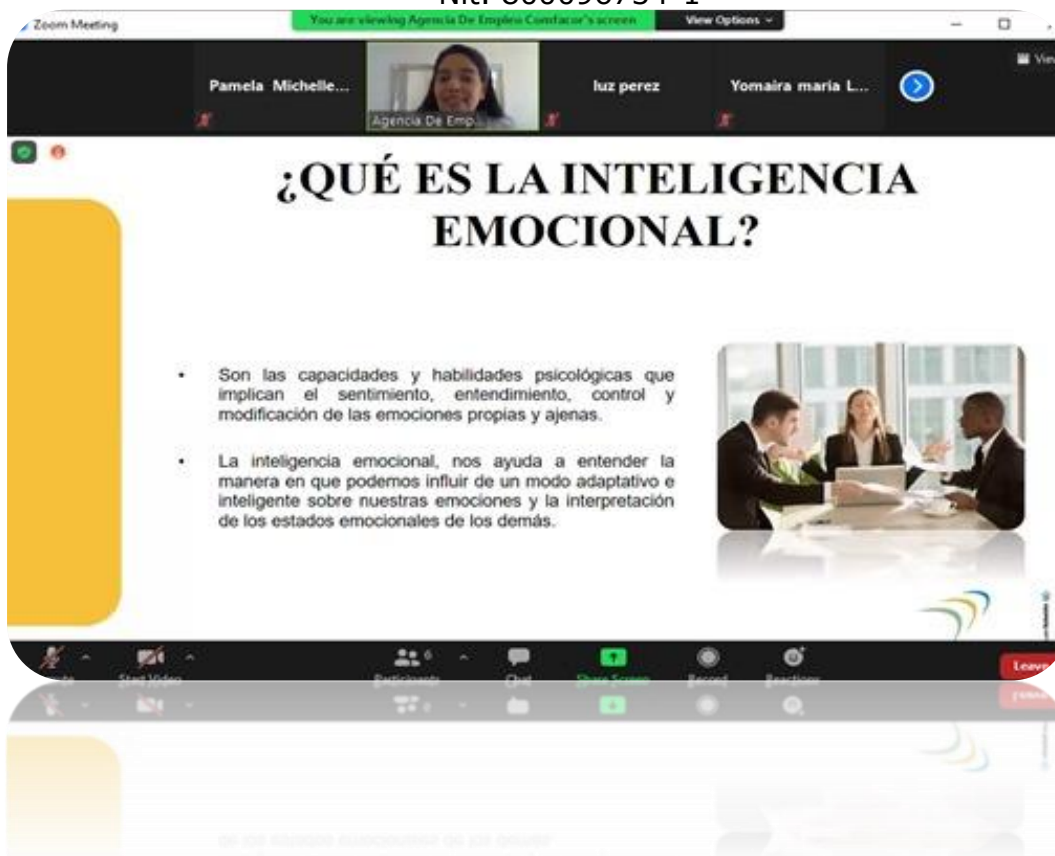 Zoom Meeting
You are viewing Agencia De Empleo Comfacor's screen
View Options
View
Pamela Michelle...
Agencia De Emp...
luz perez
Yomaira maria L...
¿QUÉ ES LA INTELIGENCIA
EMOCIONAL?
• Son las capacidades y habilidades psicológicas que
implican el sentimiento, entendimiento, control y
modificación de las emociones propias y ajenas.
• La inteligencia emocional, nos ayuda a entender la
manera en que podemos influir de un modo adaptativo e
inteligente sobre nuestras emociones y la interpretación
de los estados emocionales de los demás.
Start Video
Participants
6
Chat
Share Screen
Record
Reactions
Leave